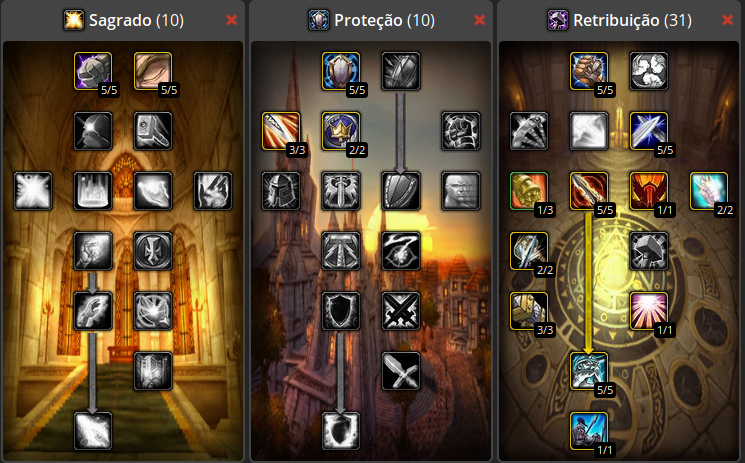 Sagrado (10)
Proteção (10)
Retribuição (31)
5/5 5/5 5/5 5/5
3/3 2/2 5/5
1/3 5/5 1/1 2/2
2/2
3/3 1/1
5/5
1/1